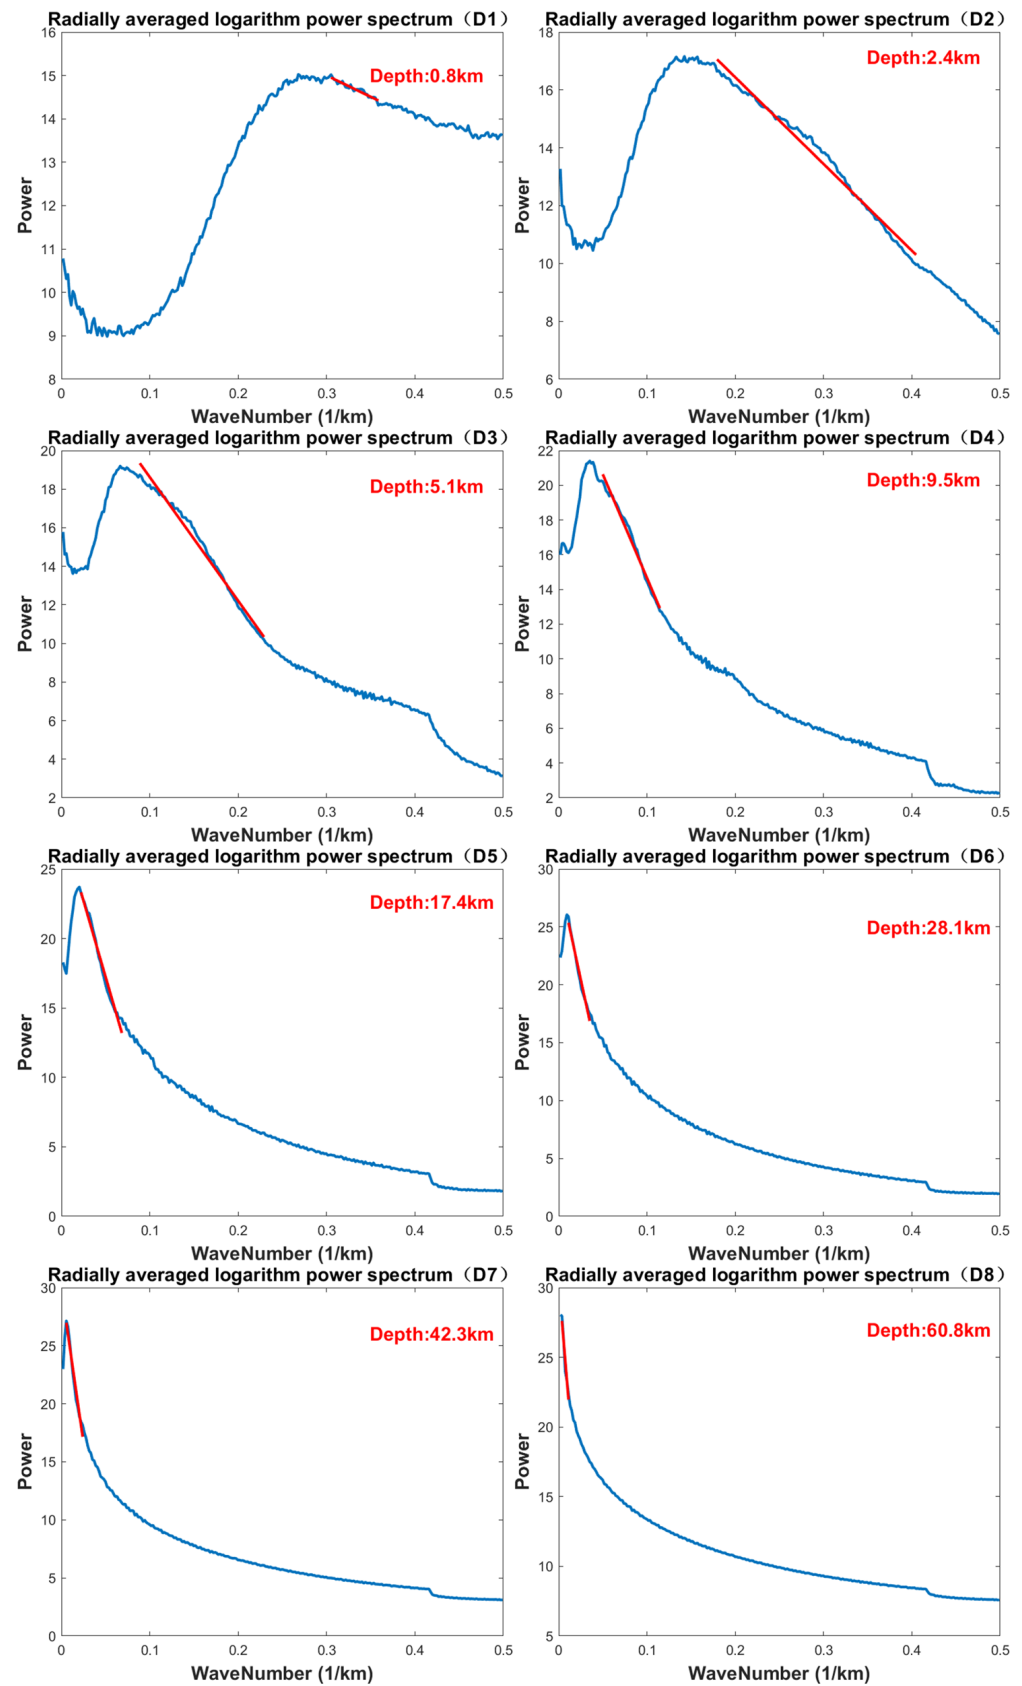 Radially averaged logarithm power spectrum（D1）
16
15
14
13
12
11
10
9
8
Power
Depth:0.8km
0 0.1 0.2 0.3 0.4 0.5
WaveNumber (1/km)
Radially averaged logarithm power spectrum（D2）
18
16
14
12
10
8
6
Power
Depth:2.4km
0 0.1 0.2 0.3 0.4 0.5
WaveNumber (1/km)
Radially averaged logarithm power spectrum（D3）
20
18
16
14
12
10
8
6
4
2
Power
Depth:5.1km
0 0.1 0.2 0.3 0.4 0.5
WaveNumber (1/km)
Radially averaged logarithm power spectrum（D4）
22
20
18
16
14
12
10
8
6
4
2
Power
Depth:9.5km
0 0.1 0.2 0.3 0.4 0.5
WaveNumber (1/km)
Radially averaged logarithm power spectrum（D5）
25
20
15
10
5
0
Power
Depth:17.4km
0 0.1 0.2 0.3 0.4 0.5
WaveNumber (1/km)
Radially averaged logarithm power spectrum（D6）
30
25
20
15
10
5
0
Power
Depth:28.1km
0 0.1 0.2 0.3 0.4 0.5
WaveNumber (1/km)
Radially averaged logarithm power spectrum（D7）
30
25
20
15
10
5
0
Power
Depth:42.3km
0 0.1 0.2 0.3 0.4 0.5
WaveNumber (1/km)
Radially averaged logarithm power spectrum（D8）
30
25
20
15
10
5
Power
Depth:60.8km
0 0.1 0.2 0.3 0.4 0.5
WaveNumber (1/km)